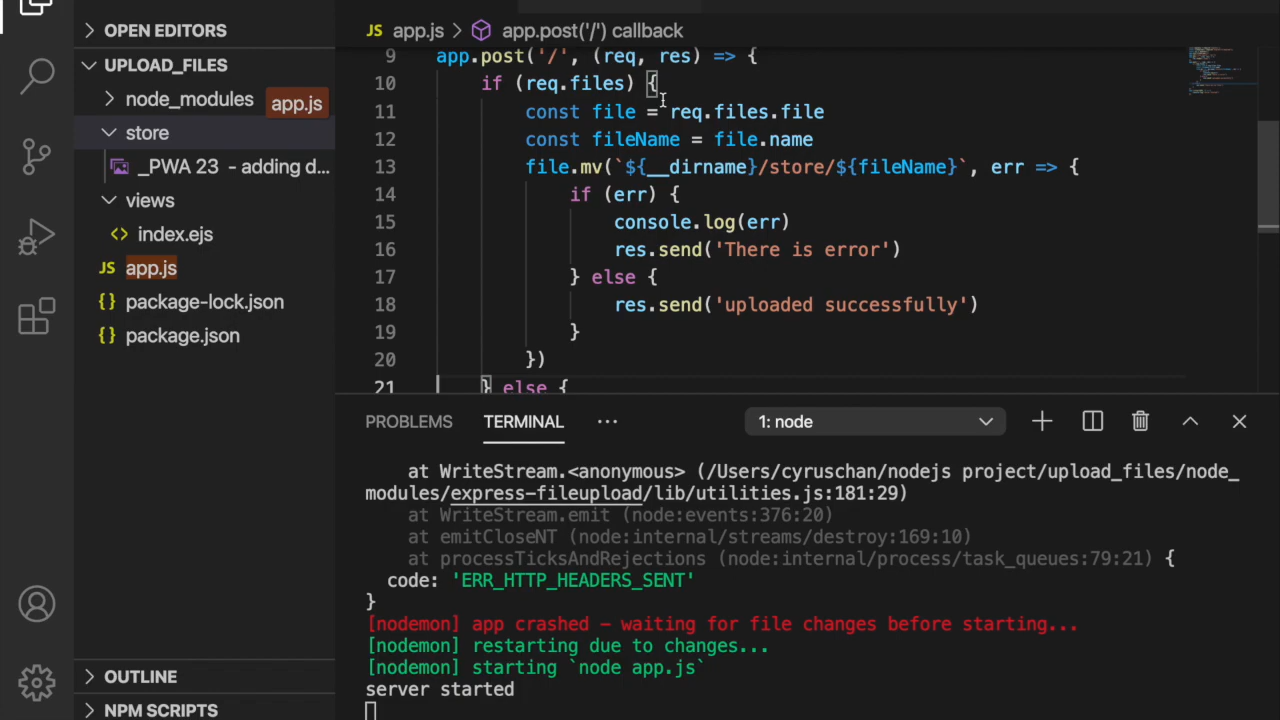 OPEN EDITORS
UPLOAD_FILES
node_modules
app.js
store
_PWA 23 - adding d...
views
<> index.ejs
JS app.js
{} package-lock.json
{} package.json
OUTLINE
NPM SCRIPTS
JS app.js > app.post('/') callback
9 app.post('/', (req, res) => {
10 if (req.files) {
11 const file = req.files.file
12 const fileName = file.name
13 file.mv(`${__dirname}/store/${fileName}`, err => {
14 if (err) {
15 console.log(err)
16 res.send('There is error')
17 } else {
18 res.send('uploaded successfully')
19 }
20 })
21 } else {
PROBLEMS TERMINAL ... 1: node
at WriteStream.<anonymous> (/Users/cyruschan/nodejs project/upload_files/node_
modules/express-fileupload/lib/utilities.js:181:29)
at WriteStream.emit (node:events:376:20)
at emitCloseNT (node:internal/streams/destroy:169:10)
at processTicksAndRejections (node:internal/process/task_queues:79:21) {
code: 'ERR_HTTP_HEADERS_SENT'
}
[nodemon] app crashed - waiting for file changes before starting...
[nodemon] restarting due to changes...
[nodemon] starting `node app.js`
server started